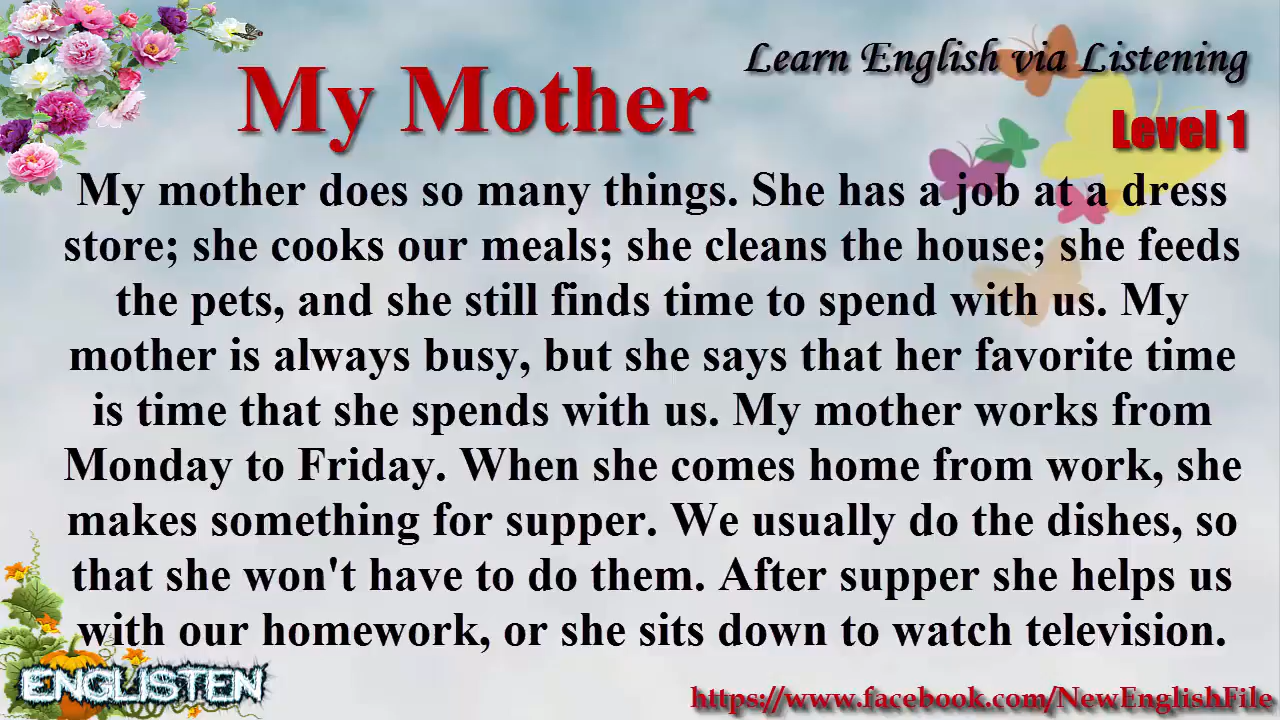 Learn English via Listening
My Mother
Level 1
My mother does so many things. She has a job at a dress
store; she cooks our meals; she cleans the house; she feeds
the pets, and she still finds time to spend with us. My
mother is always busy, but she says that her favorite time
is time that she spends with us. My mother works from
Monday to Friday. When she comes home from work, she
makes something for supper. We usually do the dishes, so
that she won't have to do them. After supper she helps us
with our homework, or she sits down to watch television.
ENGLISTEN
https://www.facebook.com/NewEnglishFile